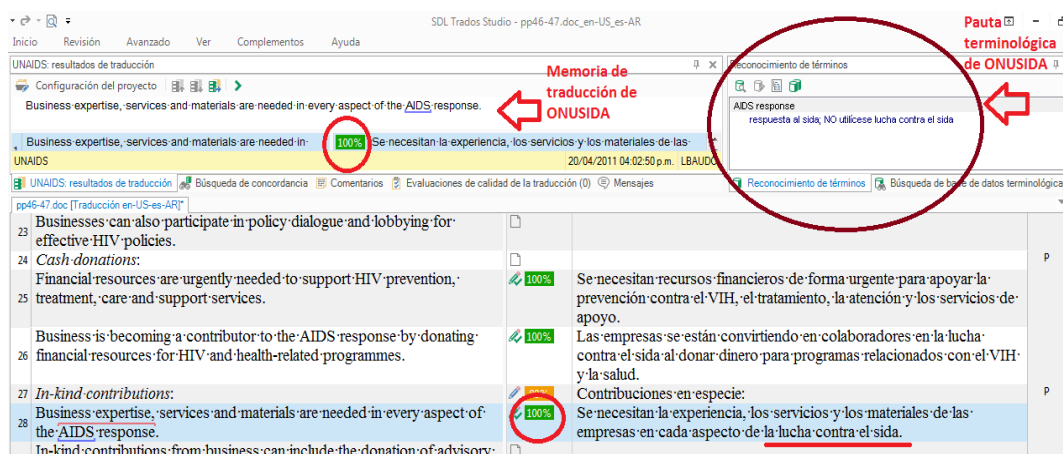 SDL Trados Studio - pp46-47.doc_en-US_es-AR
Inicio Revisión Avanzado Ver Complementos Ayuda
Pauta terminológica de ONUSIDA
UNAIDS: resultados de traducción
Reconocimiento de términos
Configuración del proyecto
Memoria de traducción de ONUSIDA
Business expertise, services and materials are needed in every aspect of the AIDS response.
AIDS response
respuesta al sida; NO utilícese lucha contra el sida
Business expertise, services and materials are needed in 100% Se necesitan la experiencia, los servicios y los materiales de las
UNAIDS 20/04/2011 04:02:50 p.m. LBAUDO
UNAIDS: resultados de traducción Búsqueda de concordancia Comentarios Evaluaciones de calidad de la traducción (0) Mensajes
Reconocimiento de términos Búsqueda de base de datos terminológica
pp46-47.doc [Traducción en-US-es-AR]*
23 Businesses can also participate in policy dialogue and lobbying for
effective HIV policies.
24 Cash donations: P
25 Financial resources are urgently needed to support HIV prevention,
treatment, care and support services.
100% Se necesitan recursos financieros de forma urgente para apoyar la
prevención contra el VIH, el tratamiento, la atención y los servicios de
apoyo.
26 Business is becoming a contributor to the AIDS response by donating
financial resources for HIV and health-related programmes.
100% Las empresas se están convirtiendo en colaboradores en la lucha
contra el sida al donar dinero para programas relacionados con el VIH
y la salud.
27 In-kind contributions: Contribuciones en especie: P
28 Business expertise, services and materials are needed in every aspect of
the AIDS response.
100% Se necesitan la experiencia, los servicios y los materiales de las
empresas en cada aspecto de la lucha contra el sida.
In-kind contributions from business can include the donation of advisory,